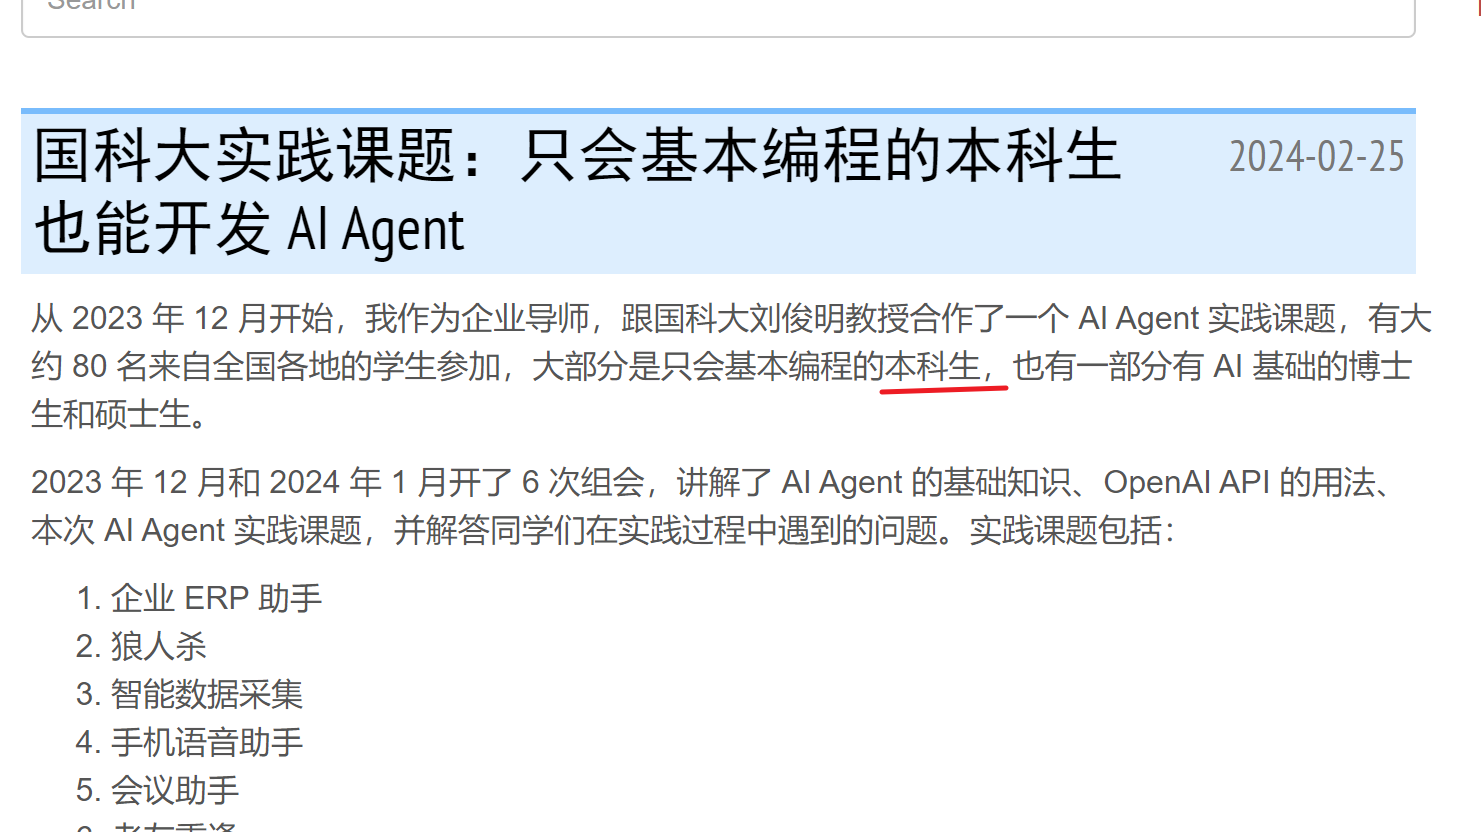 Search
国科大实践课题：只会基本编程的本科生
2024-02-25
也能开发 AI Agent
从 2023 年 12 月开始，我作为企业导师，跟国科大刘俊明教授合作了一个 AI Agent 实践课题，有大
约 80 名来自全国各地的学生参加，大部分是只会基本编程的本科生，也有一部分有 AI 基础的博士
生和硕士生。
2023 年 12 月和 2024 年 1 月开了 6 次组会，讲解了 AI Agent 的基础知识、OpenAI API 的用法、
本次 AI Agent 实践课题，并解答同学们在实践过程中遇到的问题。实践课题包括：
1. 企业 ERP 助手
2. 狼人杀
3. 智能数据采集
4. 手机语音助手
5. 会议助手